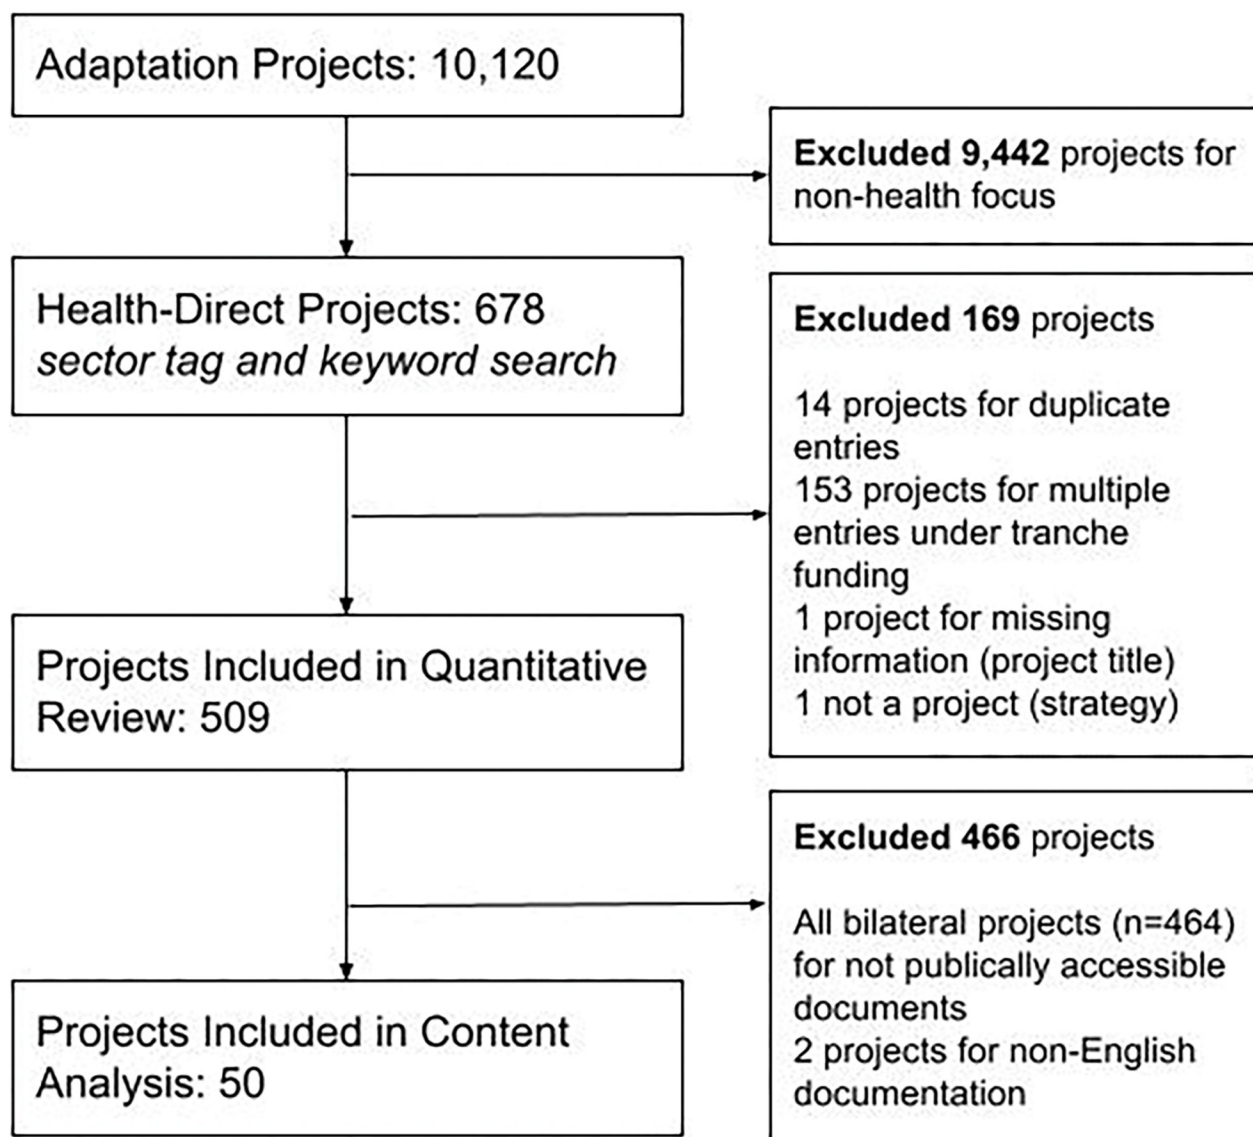 Adaptation Projects: 10,120
Excluded 9,442 projects for
non-health focus
Health-Direct Projects: 678
sector tag and keyword search
Excluded 169 projects
14 projects for duplicate
entries
153 projects for multiple
entries under tranche
funding
1 project for missing
information (project title)
1 not a project (strategy)
Projects Included in Quantitative
Review: 509
Excluded 466 projects
All bilateral projects (n=464)
for not publically accessible
documents
2 projects for non-English
documentation
Projects Included in Content
Analysis: 50